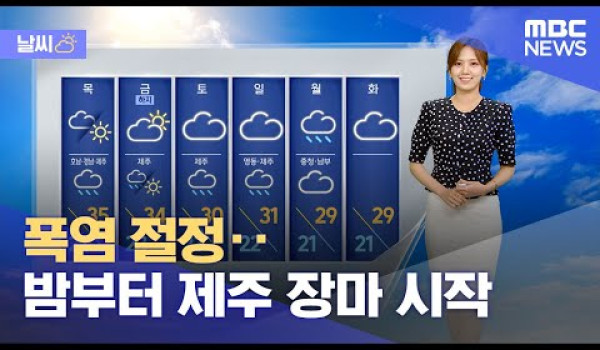 날씨
MBC
NEWS
목 금 토 일 월 화
하지
호남·경남·제주 제주 제주 영동·제주 충청·남부
35 34 30 31 29 29
22 21 21
폭염 절정··
밤부터 제주 장마 시작